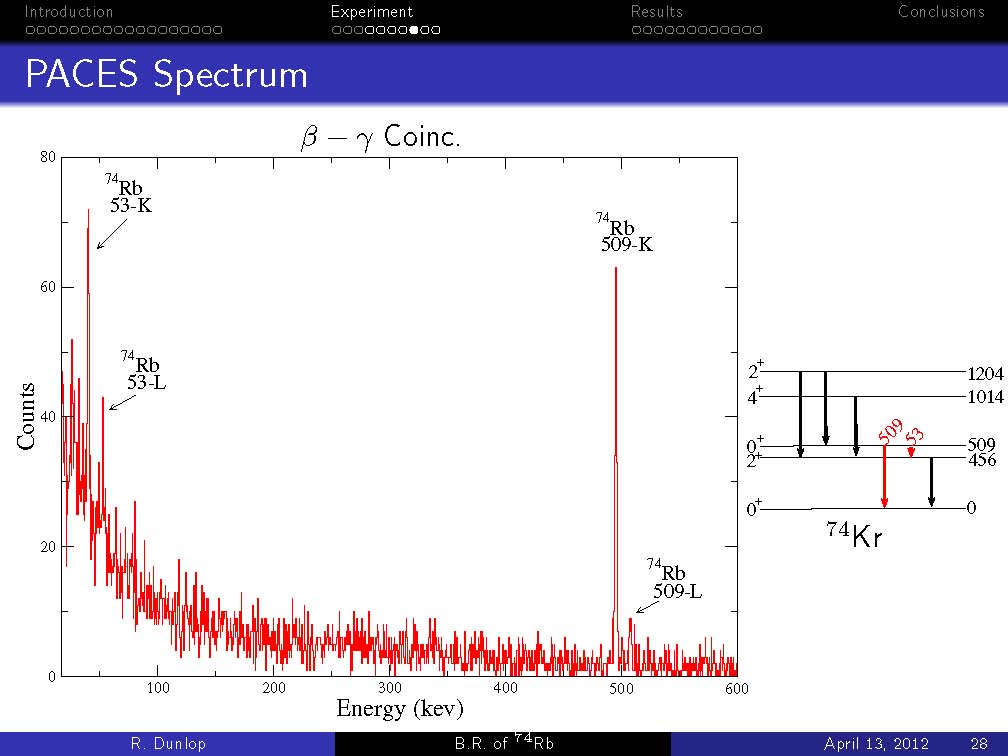 Introduction Experiment Results Conclusions
PACES Spectrum
β − γ Coinc.
80
60
40
20
0
Counts
100 200 300 400 500 600
Energy (kev)
74Rb
53-K
74Rb
53-L
74Rb
509-K
74Rb
509-L
2+ 1204
4+ 1014
0+ 509
2+ 456
0+ 0
509 53
74Kr
R. Dunlop B.R. of 74Rb April 13, 2012 28